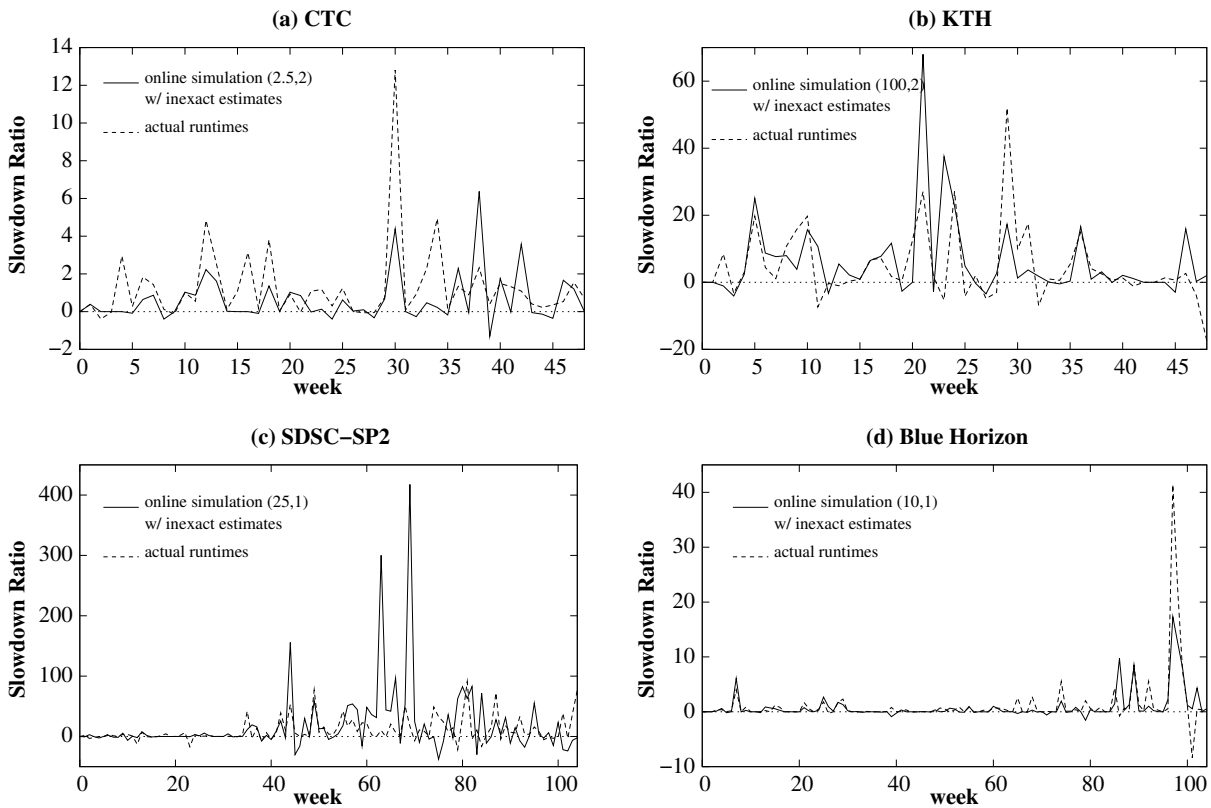 (a) CTC
Slowdown Ratio
14
12
10
8
6
4
2
0
−2
online simulation (2.5,2)
w/ inexact estimates
actual runtimes
0 5 10 15 20 25 30 35 40 45
week
(b) KTH
Slowdown Ratio
60
40
20
0
−20
online simulation (100,2)
w/ inexact estimates
actual runtimes
0 5 10 15 20 25 30 35 40 45
week
(c) SDSC−SP2
Slowdown Ratio
400
300
200
100
0
online simulation (25,1)
w/ inexact estimates
actual runtimes
0 20 40 60 80 100
week
(d) Blue Horizon
Slowdown Ratio
40
30
20
10
0
−10
online simulation (10,1)
w/ inexact estimates
actual runtimes
0 20 40 60 80 100
week